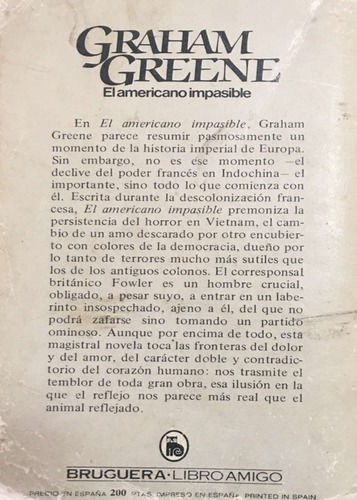 GRAHAM
GREENE
El americano impasible
En El americano impasible, Graham
Greene parece resumir pasmosamente un
momento de la historia imperial de Europa.
Sin embargo, no es ese momento —el
declive del poder francés en Indochina— el
importante, sino todo lo que comienza con
él. Escrita durante la descolonización fran-
cesa, El americano impasible premoniza la
persistencia del horror en Vietnam, el cam-
bio de un amo descarado por otro encubier-
to con colores de la democracia, dueño por
lo tanto de terrores mucho más sutiles que
los de los antiguos colonos. El corresponsal
británico Fowler es un hombre crucial,
obligado, a pesar suyo, a entrar en un labe-
rinto insospechado, ajeno a él, del que no
podrá zafarse sino tomando un partido
ominoso. Aunque por encima de todo, esta
magistral novela toca las fronteras del dolor
y del amor, del carácter doble y contradic-
torio del corazón humano: nos trasmite el
temblor de toda gran obra, esa ilusión en la
que el reflejo nos parece más real que el
animal reflejado.
BRUGUERA·LIBRO AMIGO
PRECIO EN ESPAÑA 200 PTAS. IMPRESO EN ESPAÑA PRINTED IN SPAIN